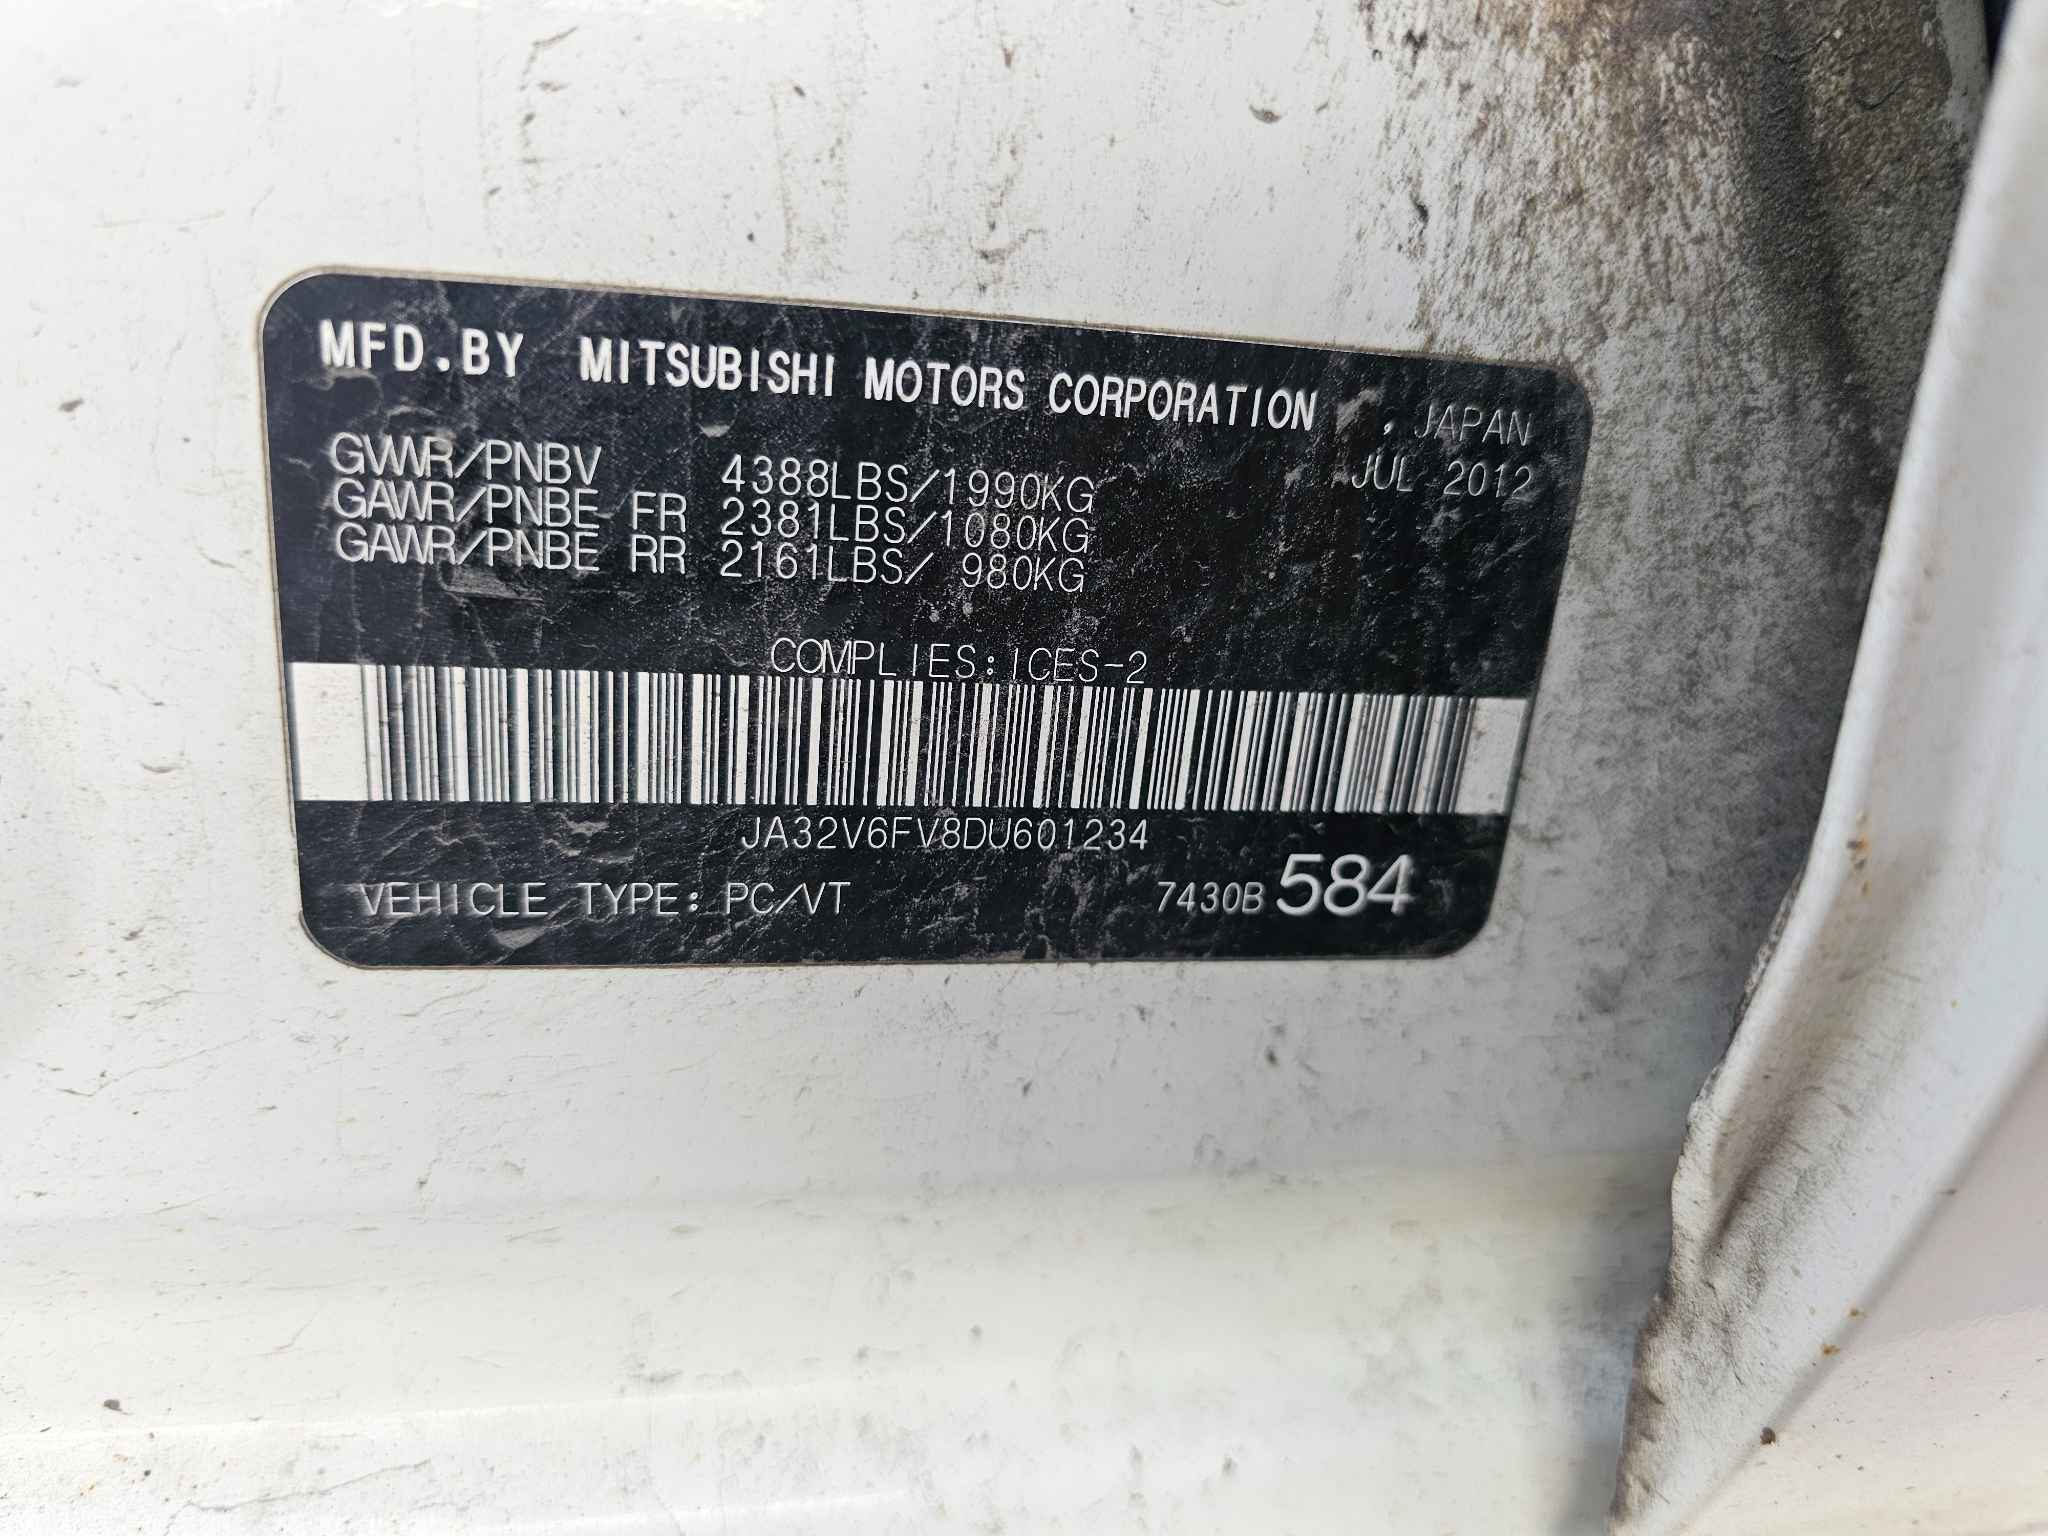 MFD.BY MITSUBISHI MOTORS CORPORATION , JAPAN
GVWR/PNBV 4388LBS/1990KG JUL 2012
GAWR/PNBE FR 2381LBS/1080KG
GAWR/PNBE RR 2161LBS/ 980KG
COMPLIES:ICES-2
JA32V6FV8DU601234
VEHICLE TYPE: PC/VT 7430B 584